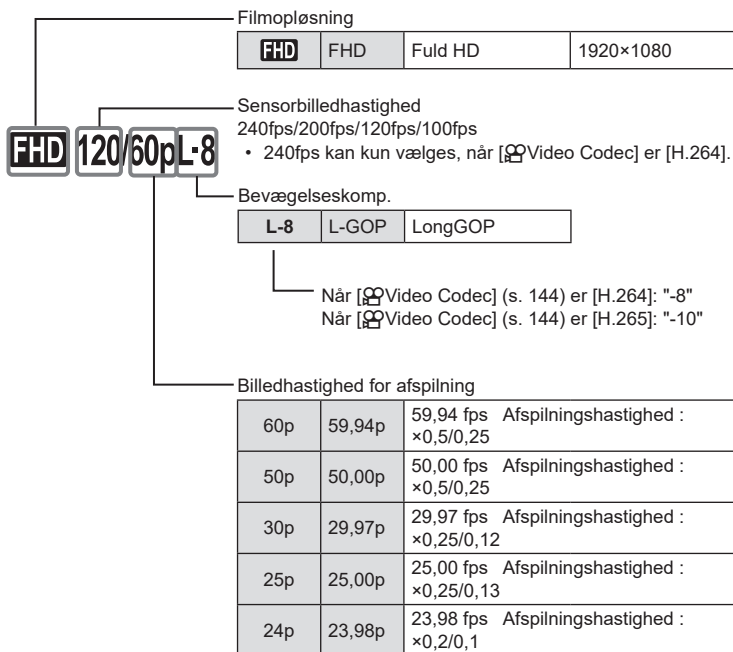 Filmopløsning
FHD FHD Fuld HD 1920×1080
Sensorbilledhastighed
240fps/200fps/120fps/100fps
FHD 120/60pL-8
• 240fps kan kun vælges, når [Video Codec] er [H.264].
Bevægelseskomp.
L-8 L-GOP LongGOP
Når [Video Codec] (s. 144) er [H.264]: "-8"
Når [Video Codec] (s. 144) er [H.265]: "-10"
Billedhastighed for afspilning
60p 59,94p 59,94 fps Afspilningshastighed :
×0,5/0,25
50p 50,00p 50,00 fps Afspilningshastighed :
×0,5/0,25
30p 29,97p 29,97 fps Afspilningshastighed :
×0,25/0,12
25p 25,00p 25,00 fps Afspilningshastighed :
×0,25/0,13
24p 23,98p 23,98 fps Afspilningshastighed :
×0,2/0,1